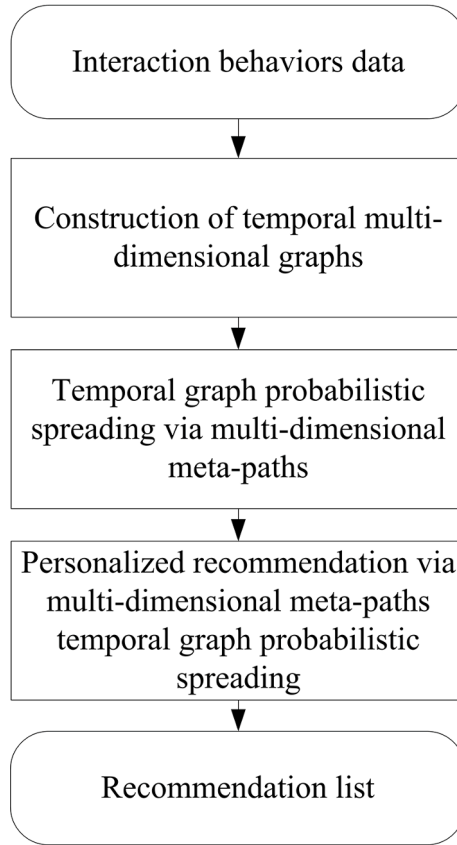 Interaction behaviors data
Construction of temporal multi-
dimensional graphs
Temporal graph probabilistic
spreading via multi-dimensional
meta-paths
Personalized recommendation via
multi-dimensional meta-paths
temporal graph probabilistic
spreading
Recommendation list